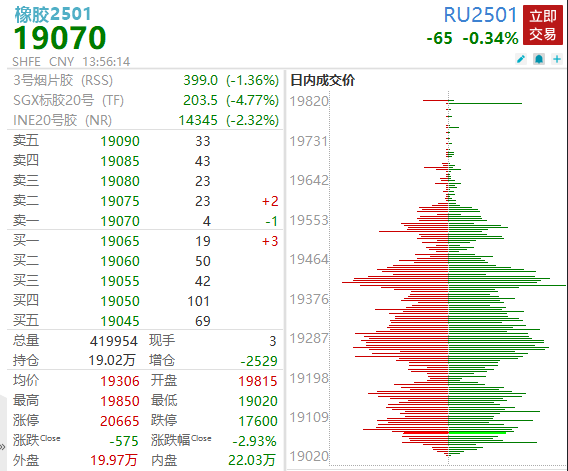 橡胶2501 RU2501 立即交易
19070 -65 -0.34%
SHFE CNY 13:56:14
3号烟片胶 (RSS) 399.0 (-1.36%)
SGX标胶20号 (TF) 203.5 (-4.77%)
INE20号胶 (NR) 14345 (-2.32%)
卖五 19090 33
卖四 19085 43
卖三 19080 23
卖二 19075 23 +2
卖一 19070 4 -1
买一 19065 19 +3
买二 19060 50
买三 19055 42
买四 19050 101
买五 19045 69
总量 419954 现手 3
持仓 19.02万 增仓 -2529
均价 19306 开盘 19815
最高 19850 最低 19020
涨停 20665 跌停 17600
涨跌Close -575 涨跌幅Close -2.93%
外盘 19.97万 内盘 22.03万
日内成交价
19820
19731
19642
19553
19464
19376
19287
19198
19109
19020